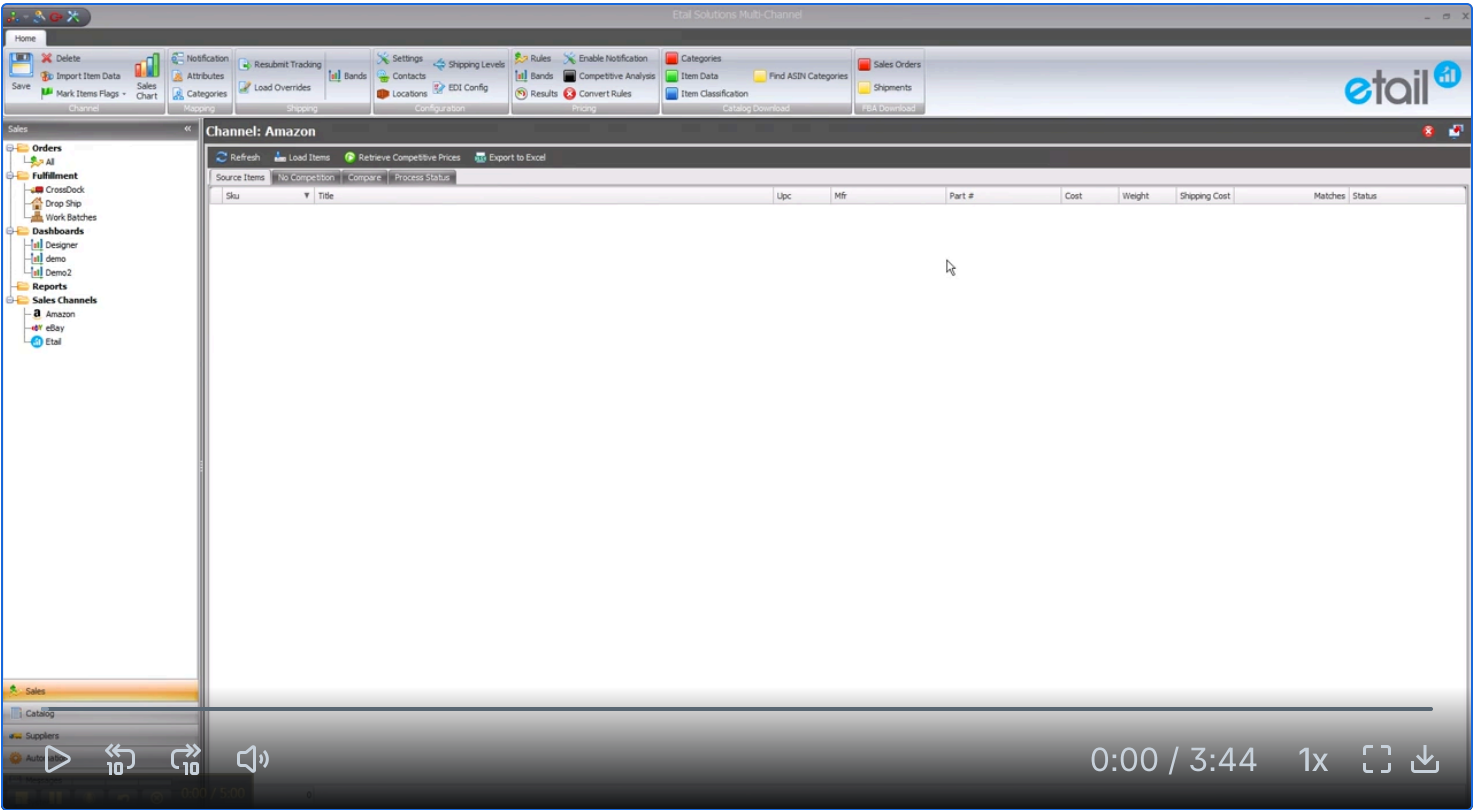 Etail Solutions Multi-Channel
Home
Save
Delete
Import Item Data
Mark Items Flags
Sales Chart
Channel
Notification
Attributes
Categories
Mapping
Resubmit Tracking
Load Overrides
Bands
Shipping
Settings
Contacts
Locations
Shipping Levels
EDI Config
Configuration
Rules
Bands
Results
Enable Notification
Competitive Analysis
Convert Rules
Pricing
Categories
Item Data
Item Classification
Find ASIN Categories
Catalog Download
Sales Orders
Shipments
FBA Download
etail
Sales
«
Channel: Amazon
Orders
All
Fulfillment
CrossDock
Drop Ship
Work Batches
Dashboards
Designer
demo
Demo2
Reports
Sales Channels
a Amazon
eBay
Etail
Refresh Load Items Retrieve Competitive Prices Export to Excel
Source Items No Competition Compare Process Status
Sku Title Upc Mfr Part # Cost Weight Shipping Cost Matches Status
Sales
Catalog
Suppliers
10 10 0:00 / 3:44 1x
0:00 / 5:00